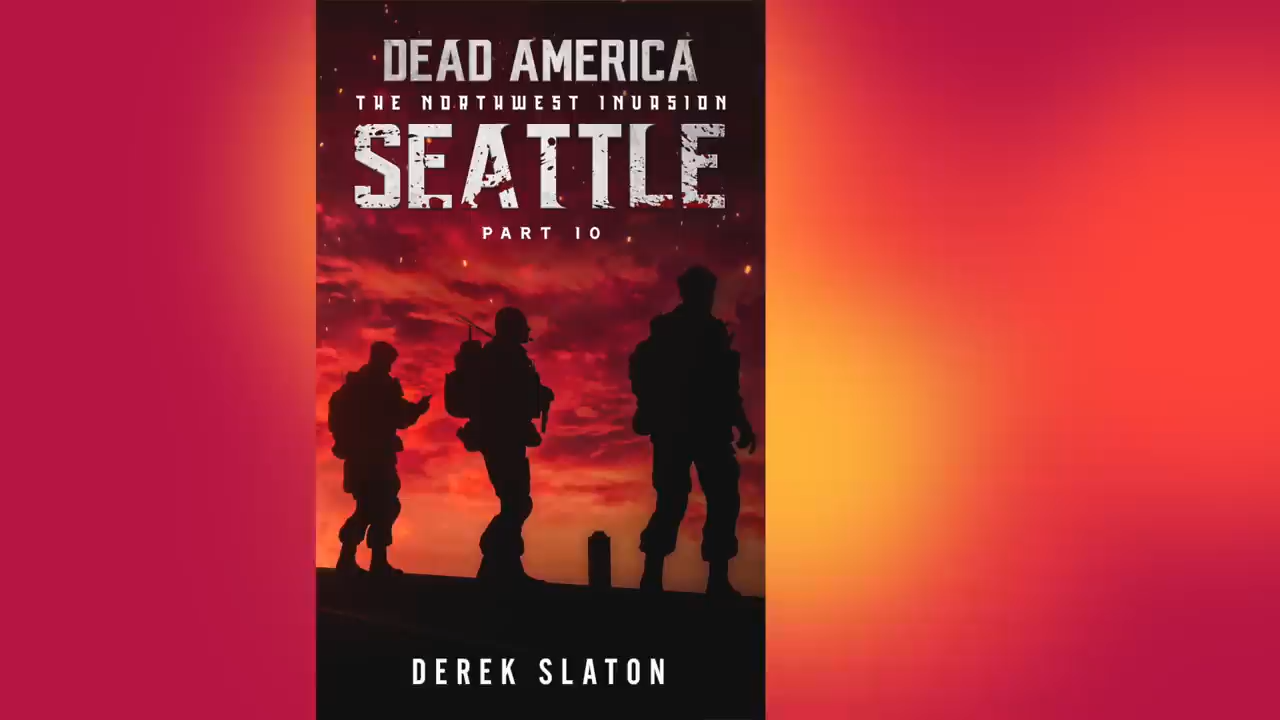 DEAD AMERICA
THE NORTHWEST INVASION
SEATTLE
PART 10
DEREK SLATON